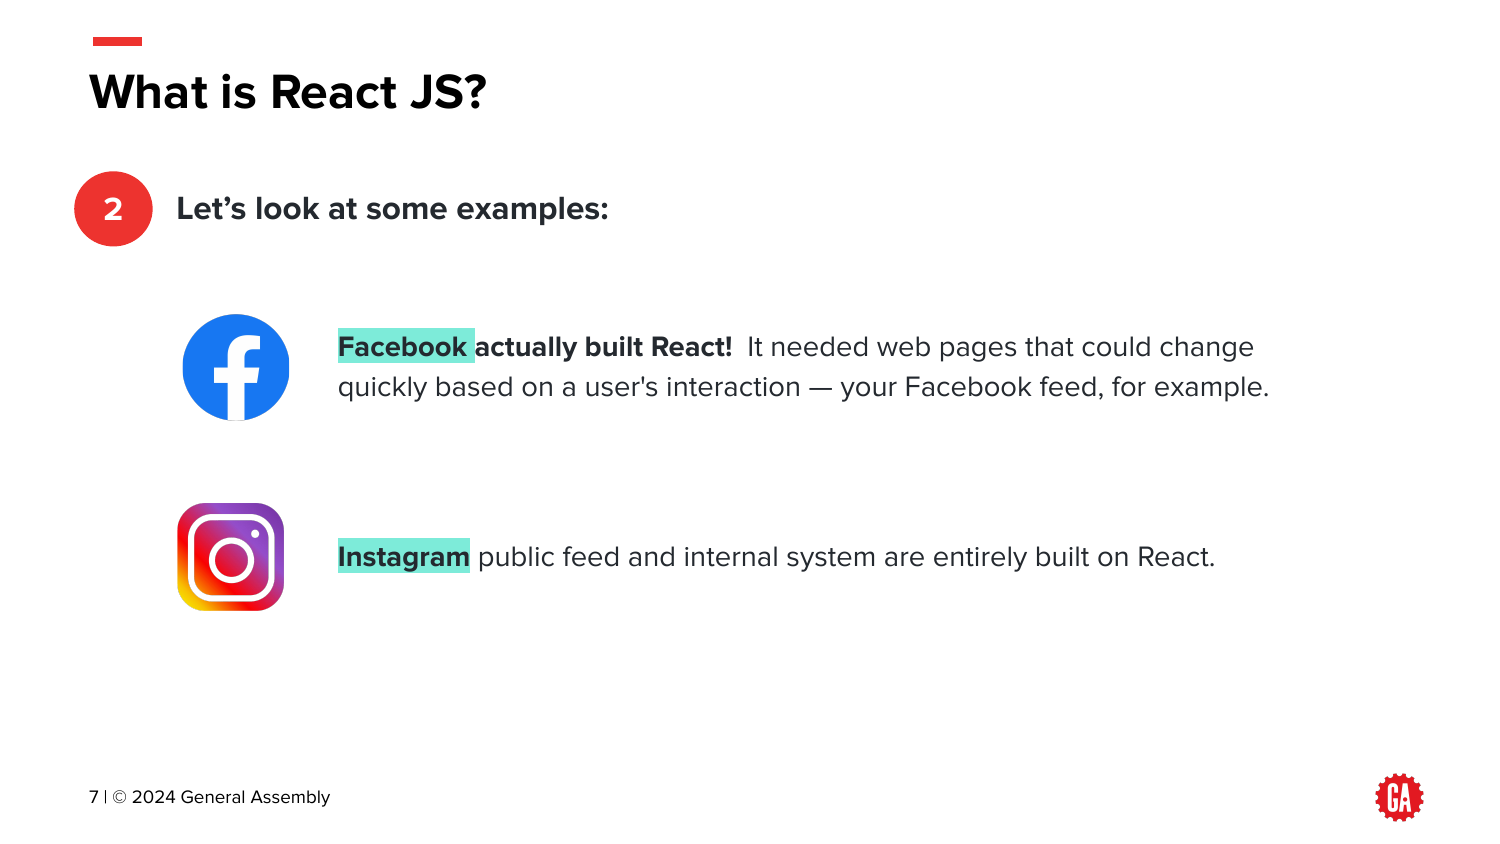 What is React JS?
2
Let’s look at some examples:
Facebook actually built React!  It needed web pages that could change
quickly based on a user's interaction — your Facebook feed, for example.
Instagram public feed and internal system are entirely built on React.
7 | © 2024 General Assembly
GA